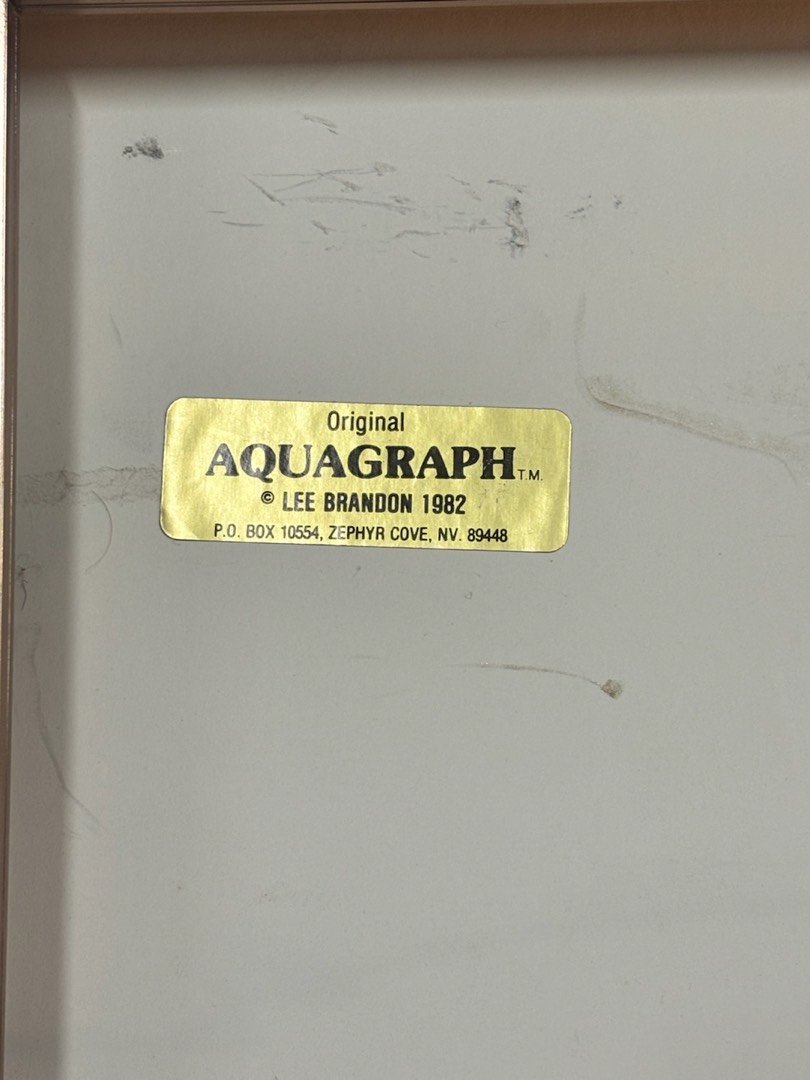 Original
AQUAGRAPH T.M.
© LEE BRANDON 1982
P.O. BOX 10554, ZEPHYR COVE, NV. 89448